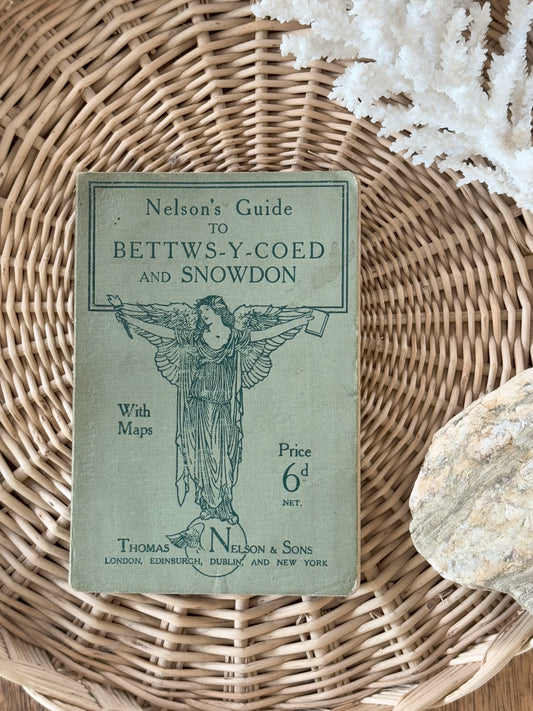 Nelson's Guide
TO
BETTWS-Y-COED
AND SNOWDON
With
Maps
Price
6d
NET.
THOMAS NELSON & SONS
LONDON, EDINBURGH, DUBLIN, AND NEW YORK